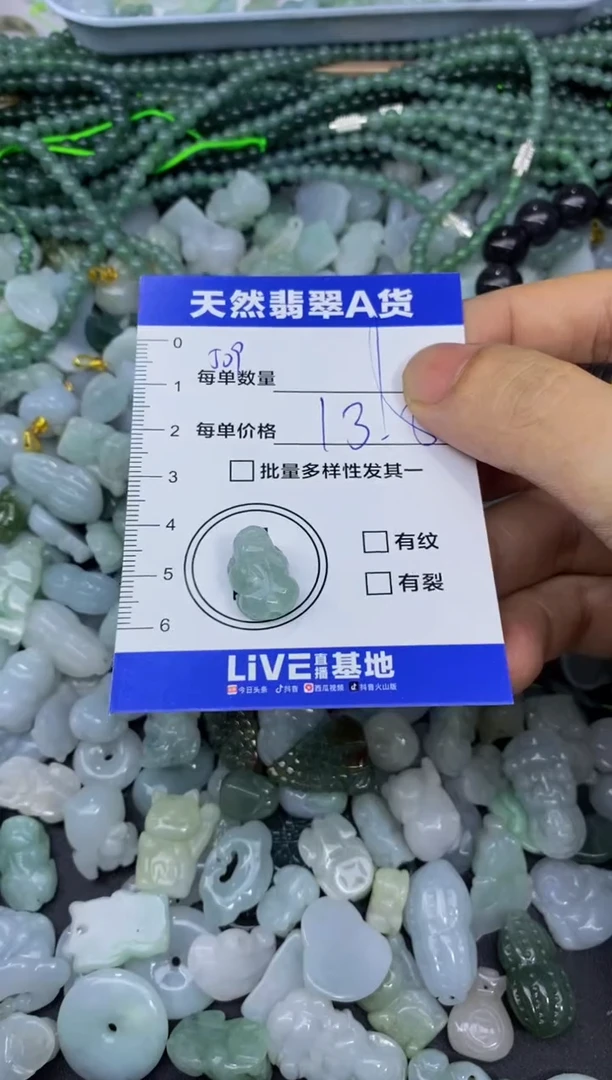 天然翡翠A货
0
1
2
3
4
5
6
J09
每单数量
每单价格 13.8
批量多样性发其一
有纹
有裂
LiVE直播基地
今日头条 抖音 西瓜视频 抖音火山版